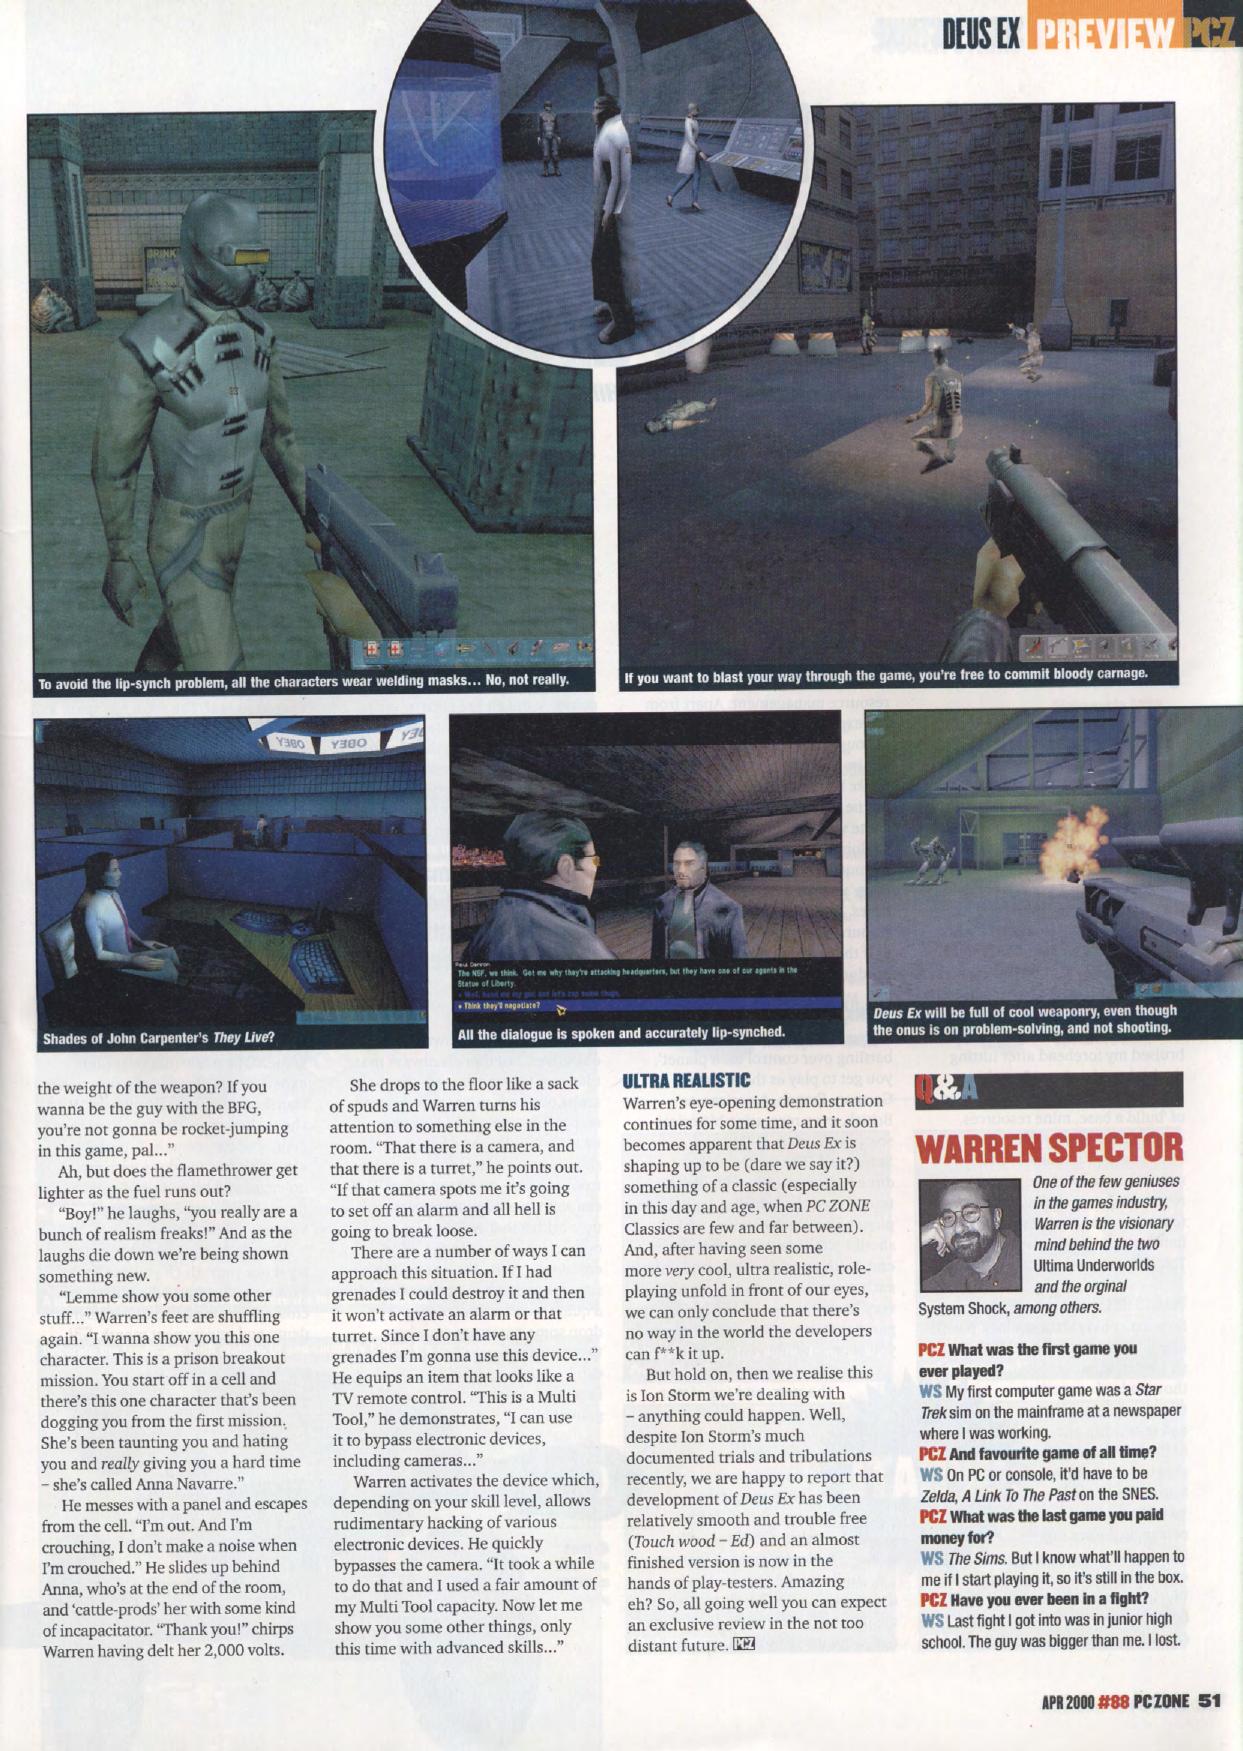 DEUS EX PREVIEW PCZ
DRINK
To avoid the lip-synch problem, all the characters wear welding masks... No, not really.
If you want to blast your way through the game, you're free to commit bloody carnage.
OBEY OBEY
Shades of John Carpenter's They Live?
Paul Denton
The NSF, we think. Got me why they're attacking headquarters, but they have one of our agents in the
Statue of Liberty.
Think they'll negotiate?
All the dialogue is spoken and accurately lip-synched.
Deus Ex will be full of cool weaponry, even though
the onus is on problem-solving, and not shooting.
the weight of the weapon? If you
wanna be the guy with the BFG,
you're not gonna be rocket-jumping
in this game, pal..."
Ah, but does the flamethrower get
lighter as the fuel runs out?
"Boy!" he laughs, "you really are a
bunch of realism freaks!" And as the
laughs die down we're being shown
something new.
"Lemme show you some other
stuff..." Warren's feet are shuffling
again. "I wanna show you this one
character. This is a prison breakout
mission. You start off in a cell and
there's this one character that's been
dogging you from the first mission.
She's been taunting you and hating
you and really giving you a hard time
– she's called Anna Navarre."
He messes with a panel and escapes
from the cell. "I'm out. And I'm
crouching, I don't make a noise when
I'm crouched." He slides up behind
Anna, who's at the end of the room,
and 'cattle-prods' her with some kind
of incapacitator. "Thank you!" chirps
Warren having delt her 2,000 volts.
She drops to the floor like a sack
of spuds and Warren turns his
attention to something else in the
room. "That there is a camera, and
that there is a turret," he points out.
"If that camera spots me it's going
to set off an alarm and all hell is
going to break loose.
There are a number of ways I can
approach this situation. If I had
grenades I could destroy it and then
it won't activate an alarm or that
turret. Since I don't have any
grenades I'm gonna use this device..."
He equips an item that looks like a
TV remote control. "This is a Multi
Tool," he demonstrates, "I can use
it to bypass electronic devices,
including cameras..."
Warren activates the device which,
depending on your skill level, allows
rudimentary hacking of various
electronic devices. He quickly
bypasses the camera. "It took a while
to do that and I used a fair amount of
my Multi Tool capacity. Now let me
show you some other things, only
this time with advanced skills..."
ULTRA REALISTIC
Warren's eye-opening demonstration
continues for some time, and it soon
becomes apparent that Deus Ex is
shaping up to be (dare we say it?)
something of a classic (especially
in this day and age, when PC ZONE
Classics are few and far between).
And, after having seen some
more very cool, ultra realistic, role-
playing unfold in front of our eyes,
we can only conclude that there's
no way in the world the developers
can f**k it up.
But hold on, then we realise this
is Ion Storm we're dealing with
– anything could happen. Well,
despite Ion Storm's much
documented trials and tribulations
recently, we are happy to report that
development of Deus Ex has been
relatively smooth and trouble free
(Touch wood – Ed) and an almost
finished version is now in the
hands of play-testers. Amazing
eh? So, all going well you can expect
an exclusive review in the not too
distant future. PCZ
Q&A
WARREN SPECTOR
One of the few geniuses
in the games industry,
Warren is the visionary
mind behind the two
Ultima Underworlds
and the orginal
System Shock, among others.
PCZ What was the first game you
ever played?
WS My first computer game was a Star
Trek sim on the mainframe at a newspaper
where I was working.
PCZ And favourite game of all time?
WS On PC or console, it'd have to be
Zelda, A Link To The Past on the SNES.
PCZ What was the last game you paid
money for?
WS The Sims. But I know what'll happen to
me if I start playing it, so it's still in the box.
PCZ Have you ever been in a fight?
WS Last fight I got into was in junior high
school. The guy was bigger than me. I lost.
APR 2000 #88 PC ZONE 51